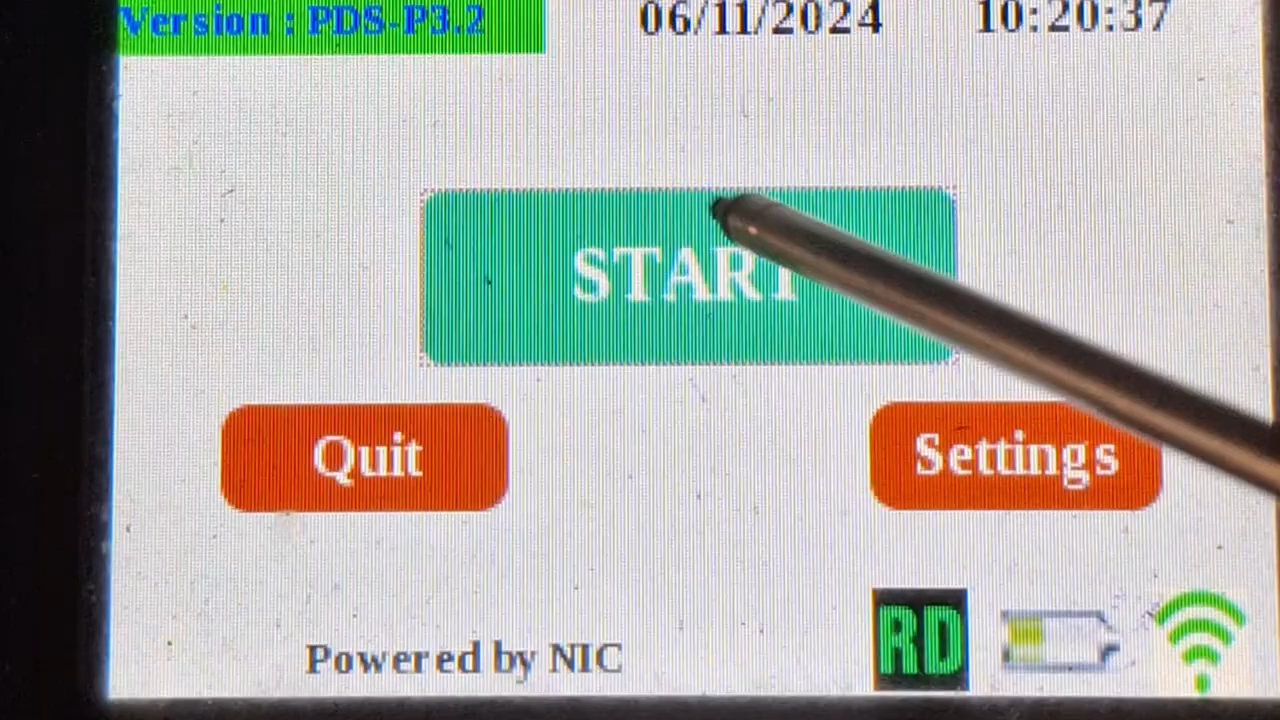 Version : PDS-P3.2 06/11/2024 10:20:37
START
Quit Settings
Powered by NIC RD